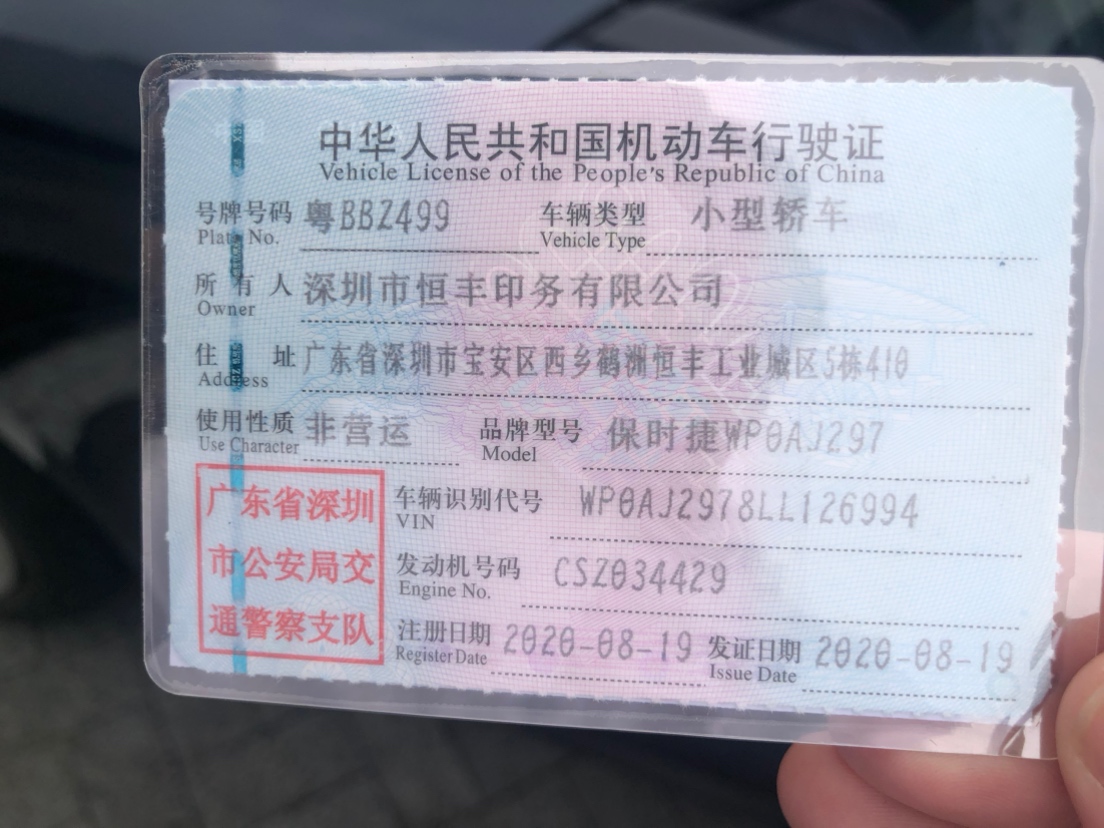 中华人民共和国机动车行驶证
Vehicle License of the People's Republic of China
号牌号码 粤BBZ499 车辆类型 小型轿车
Plate No. Vehicle Type
所有人 深圳市恒丰印务有限公司
Owner
住址 广东省深圳市宝安区西乡鹤洲恒丰工业城区5栋410
Address
使用性质 非营运 品牌型号 保时捷WP0AJ297
Use Character Model
广东省深圳
市公安局交
通警察支队
车辆识别代号 WP0AJ2978LL126994
VIN
发动机号码 CSZ034429
Engine No.
注册日期 2020-08-19 发证日期 2020-08-19
Register Date Issue Date